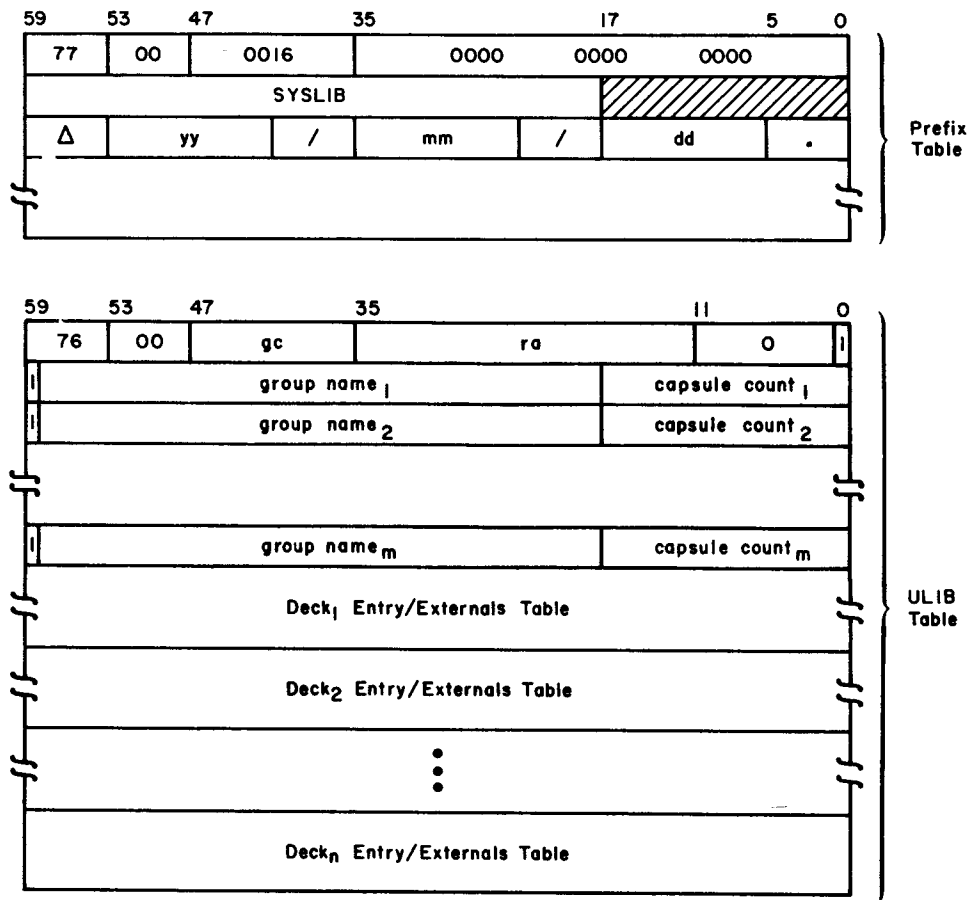 59 53 47 35 17 5 0
77 00 0016 0000 0000 0000
SYSLIB
Δ yy / mm / dd .
Prefix
Table
59 53 47 35 11 0
76 00 gc ra 0 1
1 group name1 capsule count1
1 group name2 capsule count2
1 group namem capsule countm
Deck1 Entry/Externals Table
ULIB
Table
Deck2 Entry/Externals Table
Deckn Entry/Externals Table